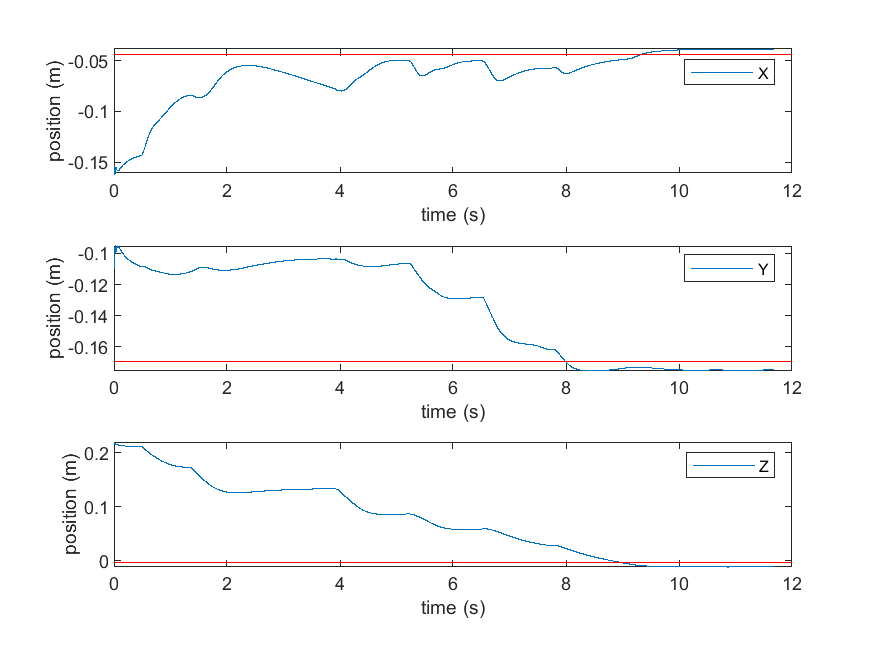 position (m)
-0.05
-0.1
-0.15
X
0 2 4 6 8 10 12
time (s)
position (m)
-0.1
-0.12
-0.14
-0.16
Y
0 2 4 6 8 10 12
time (s)
position (m)
0.2
0.1
0
Z
0 2 4 6 8 10 12
time (s)